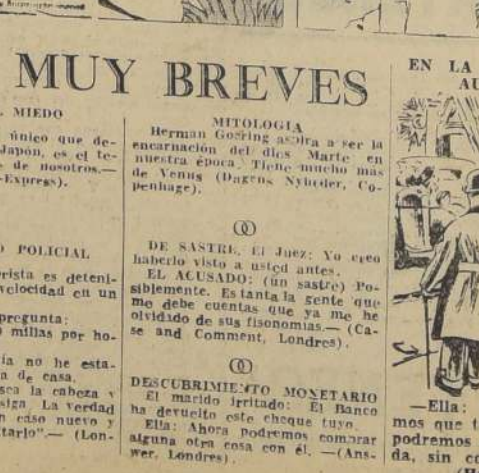 MUY BREVES
MIEDO
único que de-
Japón, es el te-
de nosotros.—
-Express).
O POLICIAL
rista es deteni-
velocidad en un
pregunta:
millas por ho-
ía no he esta-
a de casa.
sca la cabeza y
sign. La verdad
n caso nuevo y
tario".— (Lon-
MITOLOGIA
Herman Goering aspira a ser la
encarnación del dios Marte en
nuestra época. Tiene mucho más
de Venus (Dagens Nyheder, Co-
penhage).
DE SASTRE. El Juez: Yo creo
haberlo visto a usted antes.
EL ACUSADO: (un sastre) Po-
siblemente. Es tanta la gente que
me debe cuentas que ya me he
olvidado de sus fisonomías.— (Ca-
se and Comment, Londres).
DESCUBRIMIENTO MONETARIO
El marido irritado: El Banco
ha devuelto este cheque tuyo.
Ella: Ahora podremos comprar
alguna otra cosa con él. —(Ans-
wer, Londres).
EN LA
AU
—Ella:
mos que t
podremos
da, sin co